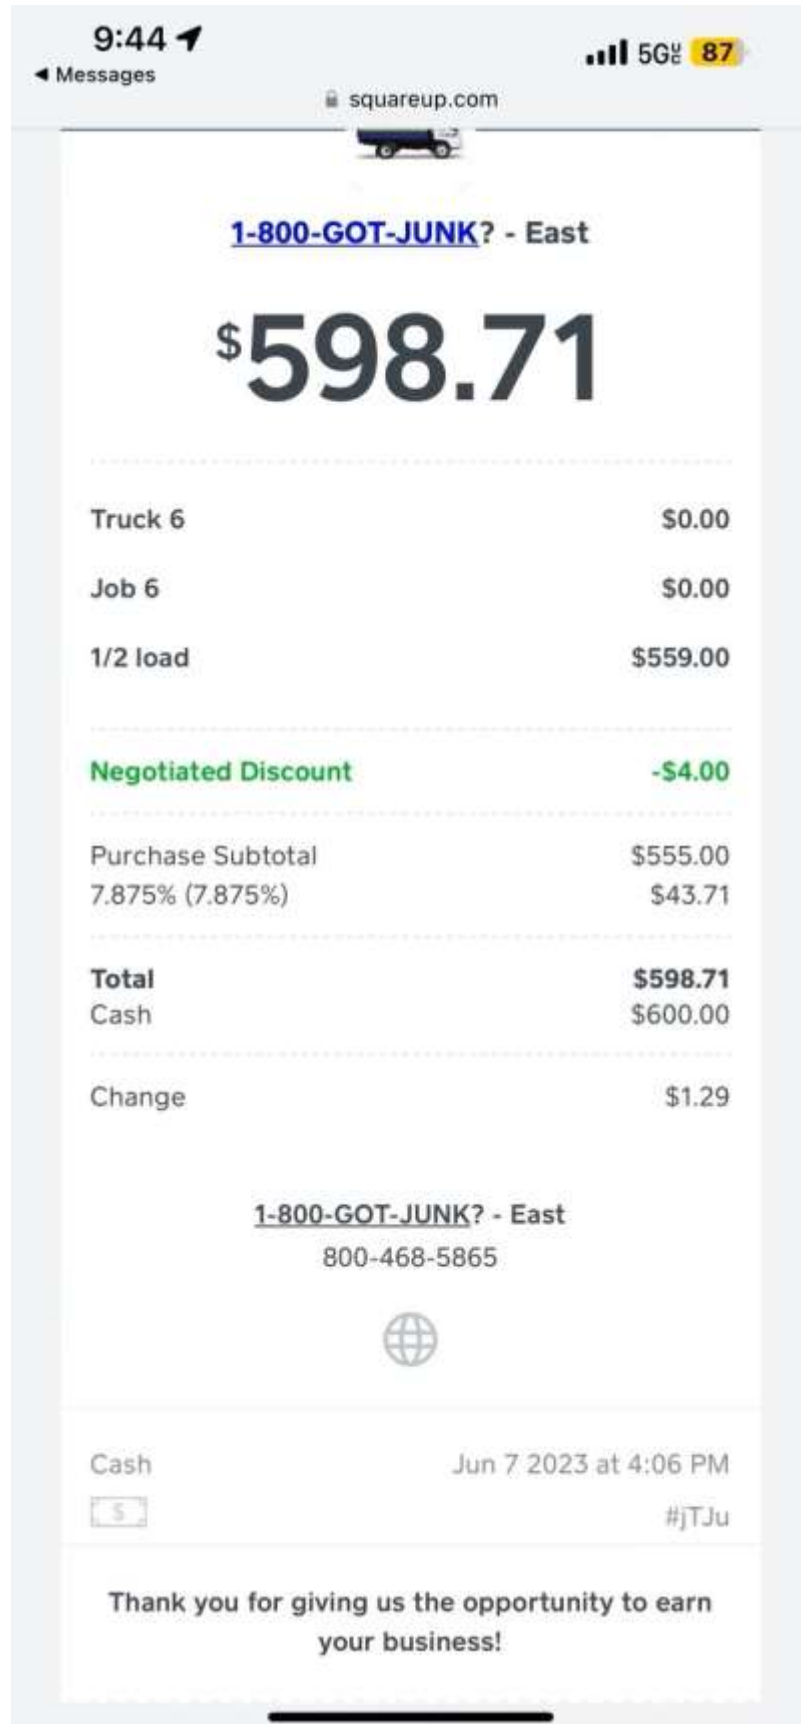 9:44
5G 87
Messages
squareup.com
1-800-GOT-JUNK? - East
$598.71
Truck 6 $0.00
Job 6 $0.00
1/2 load $559.00
Negotiated Discount -$4.00
Purchase Subtotal $555.00
7.875% (7.875%) $43.71
Total $598.71
Cash $600.00
Change $1.29
1-800-GOT-JUNK? - East
800-468-5865
Cash Jun 7 2023 at 4:06 PM
$ #jTJu
Thank you for giving us the opportunity to earn
your business!